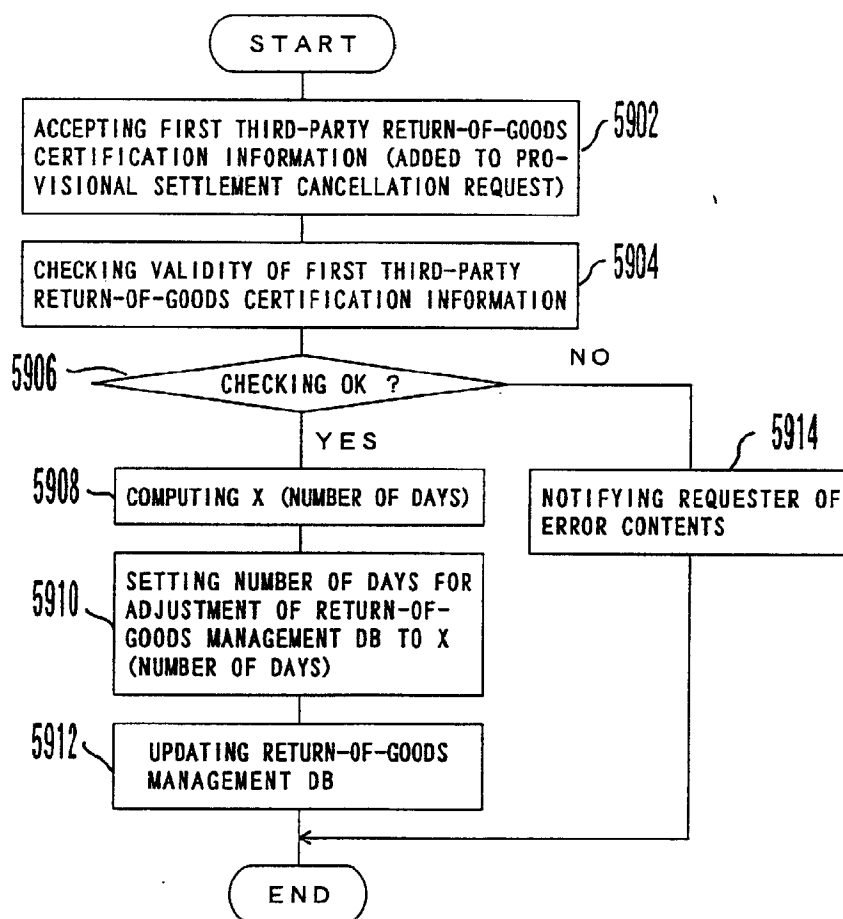 START
ACCEPTING FIRST THIRD-PARTY RETURN-OF-GOODS
CERTIFICATION INFORMATION (ADDED TO PRO-
VISIONAL SETTLEMENT CANCELLATION REQUEST)
5902
CHECKING VALIDITY OF FIRST THIRD-PARTY
RETURN-OF-GOODS CERTIFICATION INFORMATION
5904
5906
CHECKING OK ?
NO
YES
5914
5908
COMPUTING X (NUMBER OF DAYS)
NOTIFYING REQUESTER OF
ERROR CONTENTS
5910
SETTING NUMBER OF DAYS FOR
ADJUSTMENT OF RETURN-OF-
GOODS MANAGEMENT DB TO X
(NUMBER OF DAYS)
5912
UPDATING RETURN-OF-GOODS
MANAGEMENT DB
END